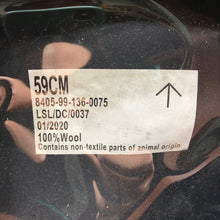 59CM
8405-99-136-0075
LSL/DC/0037
01/2020
100%Wool
Contains non-textile parts of animal origin